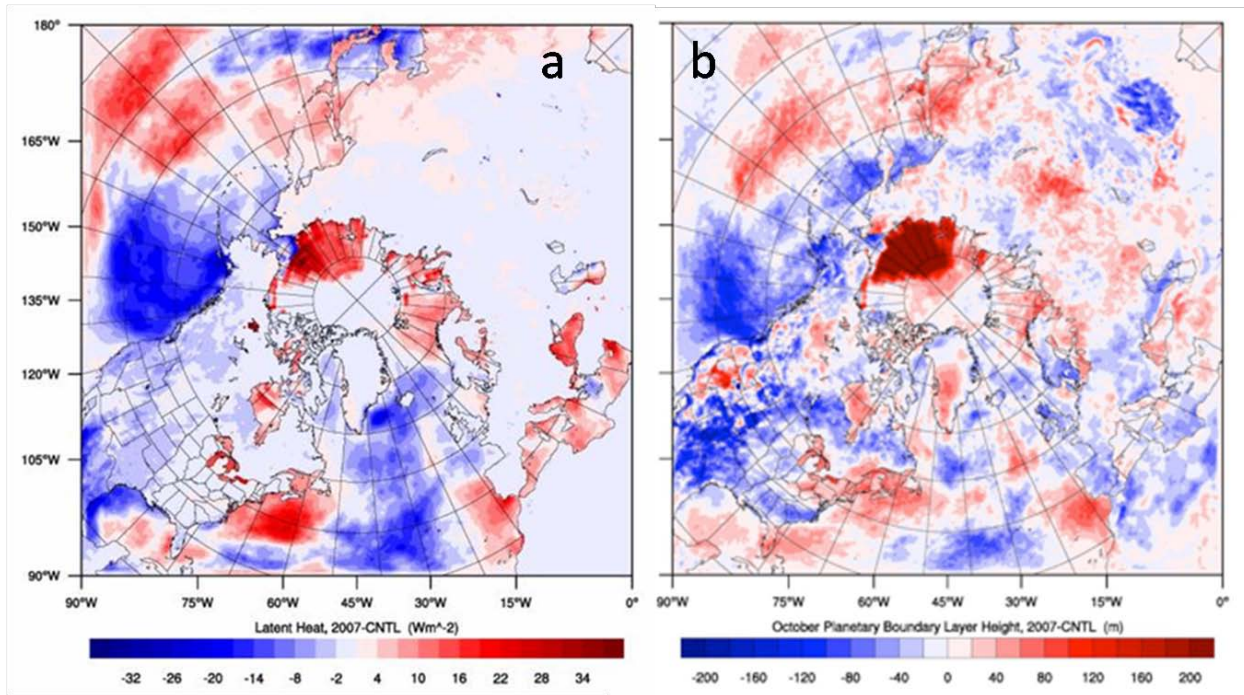 a
b
180°
165°W
150°W
135°W
120°W
105°W
90°W
90°W 75°W 60°W 45°W 30°W 15°W 0°
90°W 75°W 60°W 45°W 30°W 15°W 0°
Latent Heat, 2007-CNTL (Wm^-2)
October Planetary Boundary Layer Height, 2007-CNTL (m)
-32 -26 -20 -14 -8 -2 4 10 16 22 28 34
-200 -160 -120 -80 -40 0 40 80 120 160 200